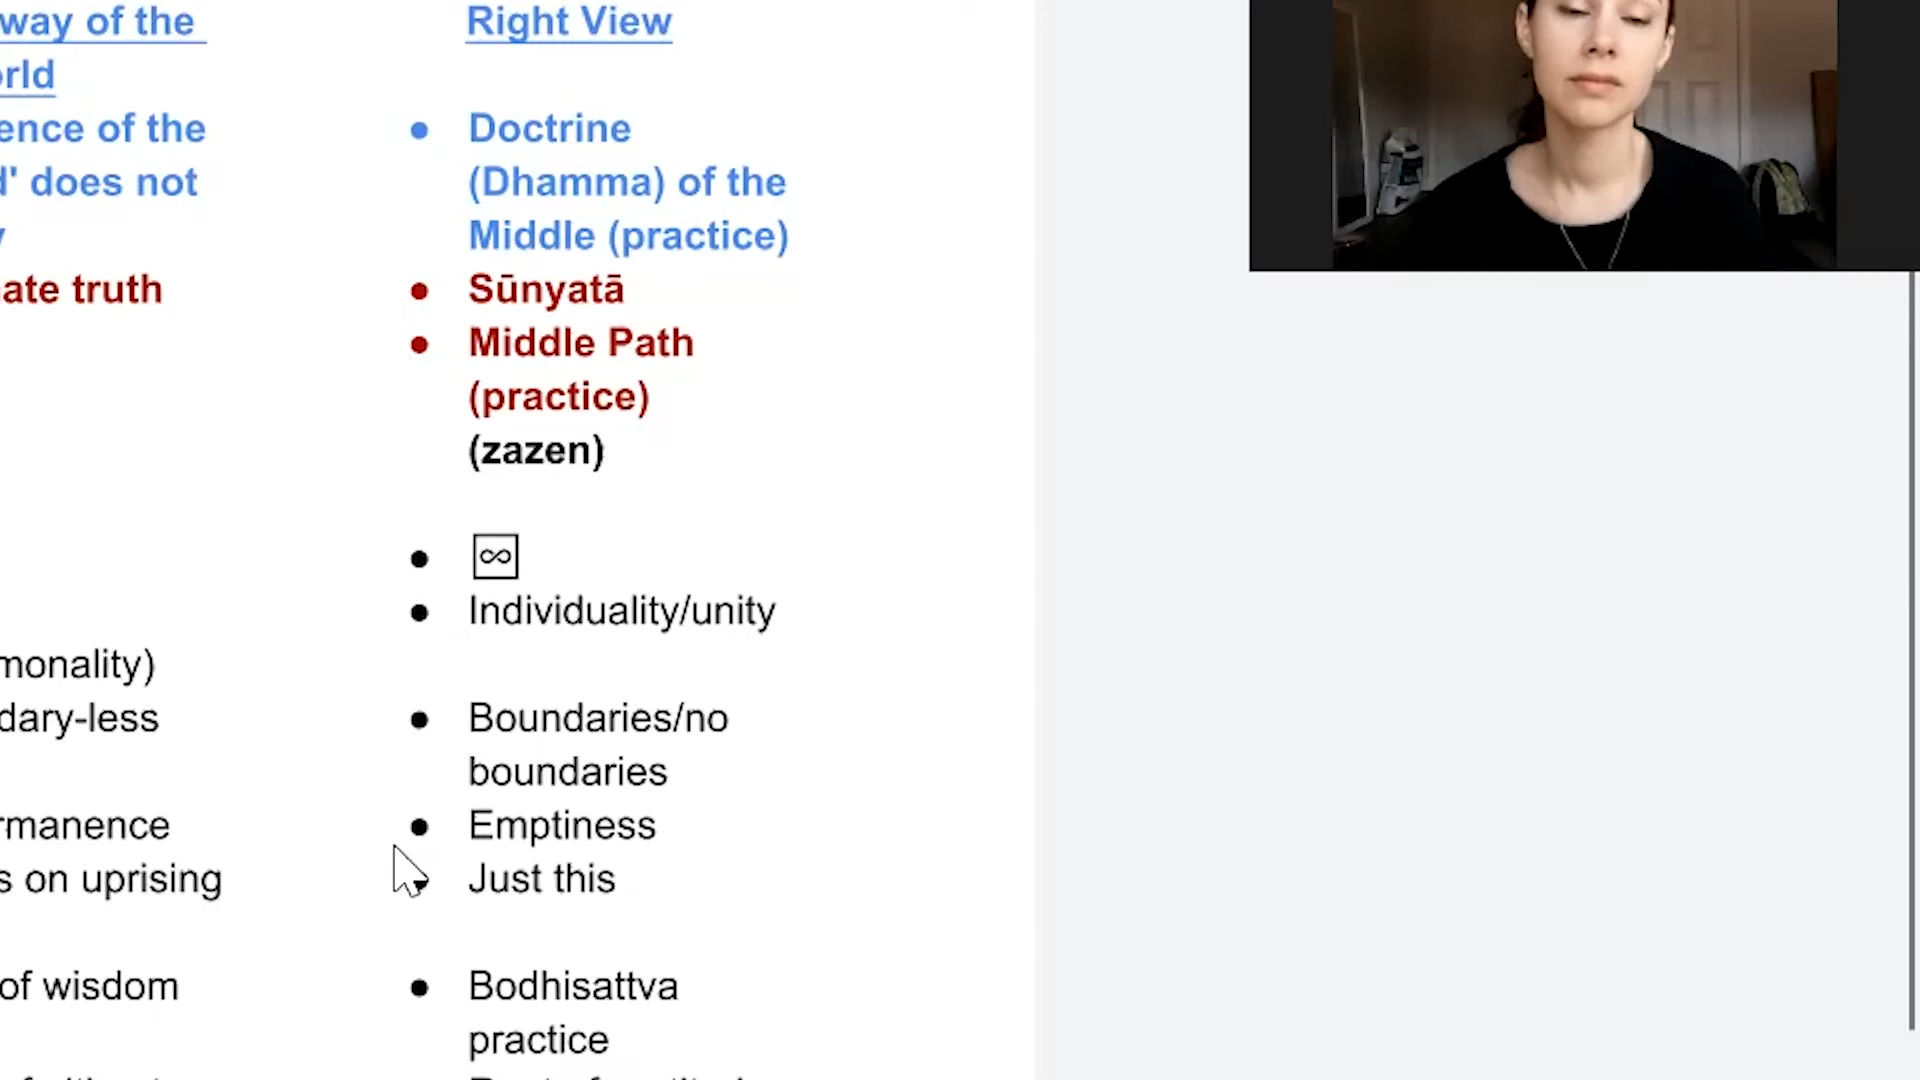 way of the
orld
ence of the
d' does not
ate truth
monality)
dary-less
rmanence
s on uprising
of wisdom
Right View
• Doctrine
(Dhamma) of the
Middle (practice)
• Sūnyatā
• Middle Path
(practice)
(zazen)
• ∞
• Individuality/unity
• Boundaries/no
boundaries
• Emptiness
• Just this
• Bodhisattva
practice